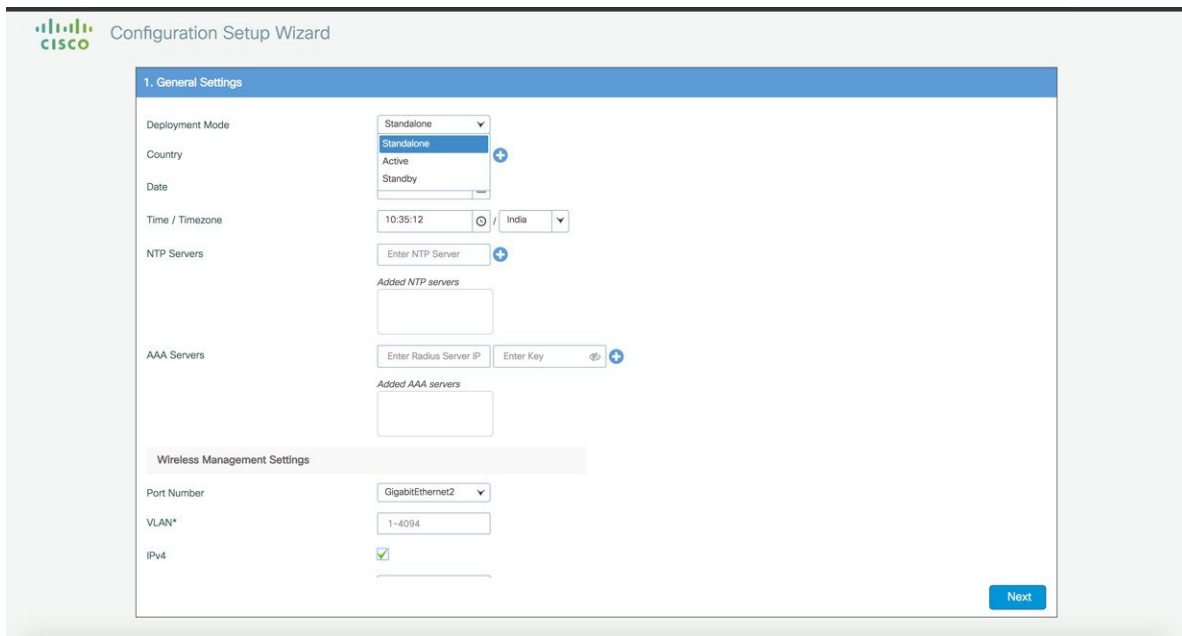 CISCO Configuration Setup Wizard
1. General Settings
Deployment Mode Standalone
Standalone
Country
Active
Standby
Date
Time / Timezone 10:35:12 / India
NTP Servers Enter NTP Server
Added NTP servers
AAA Servers Enter Radius Server IP Enter Key
Added AAA servers
Wireless Management Settings
Port Number GigabitEthernet2
VLAN* 1-4094
IPv4
Next